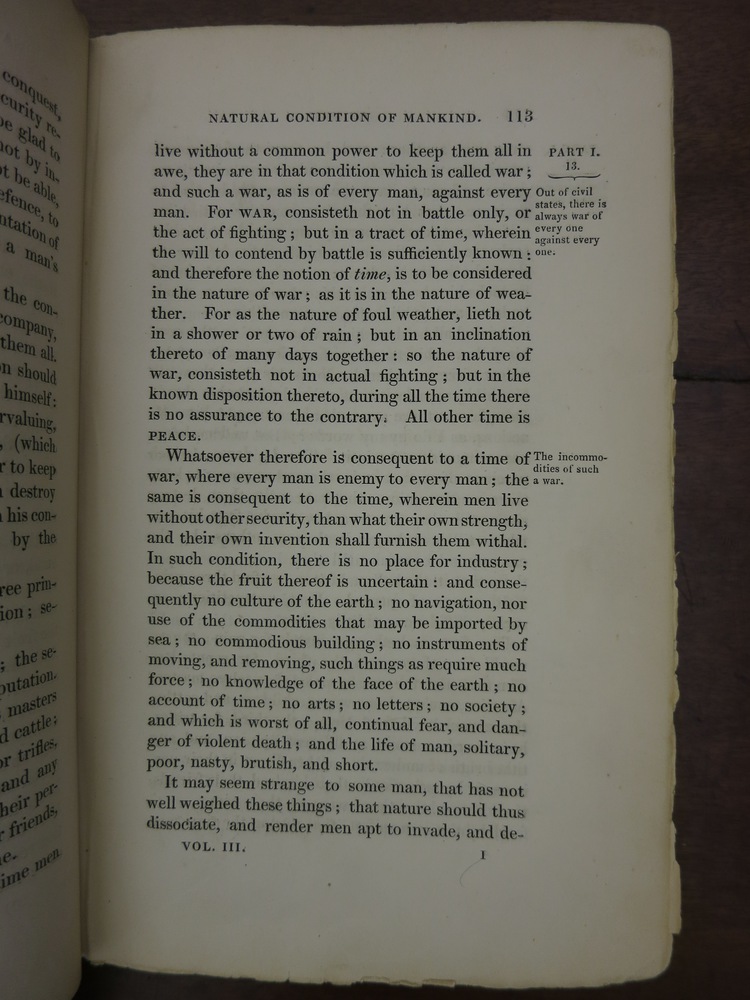 conquest,
curity re-
be glad to
not by in-
ot be able,
efence, to
ntation of
a man's
the con-
company,
them all.
n should
himself:
rvaluing,
, (which
r to keep
destroy
his con-
by the
ree prin-
ion; se-
; the se-
putation.
masters
d cattle;
or trifles,
and any
heir per-
friends,
e-
ime men
NATURAL CONDITION OF MANKIND. 113
live without a common power to keep them all in
awe, they are in that condition which is called war;
and such a war, as is of every man, against every
man. For WAR, consisteth not in battle only, or
the act of fighting; but in a tract of time, wherein
the will to contend by battle is sufficiently known:
and therefore the notion of time, is to be considered
in the nature of war; as it is in the nature of wea-
ther. For as the nature of foul weather, lieth not
in a shower or two of rain; but in an inclination
thereto of many days together: so the nature of
war, consisteth not in actual fighting; but in the
known disposition thereto, during all the time there
is no assurance to the contrary. All other time is
PEACE.
PART I.
13.
Out of civil
states, there is
always war of
every one
against every
one.
Whatsoever therefore is consequent to a time of
war, where every man is enemy to every man; the
same is consequent to the time, wherein men live
without other security, than what their own strength,
and their own invention shall furnish them withal.
In such condition, there is no place for industry;
because the fruit thereof is uncertain: and conse-
quently no culture of the earth; no navigation, nor
use of the commodities that may be imported by
sea; no commodious building; no instruments of
moving, and removing, such things as require much
force; no knowledge of the face of the earth; no
account of time; no arts; no letters; no society;
and which is worst of all, continual fear, and dan-
ger of violent death; and the life of man, solitary,
poor, nasty, brutish, and short.
The incommo-
dities of such
a war.
It may seem strange to some man, that has not
well weighed these things; that nature should thus
dissociate, and render men apt to invade, and de-
VOL. III.
I